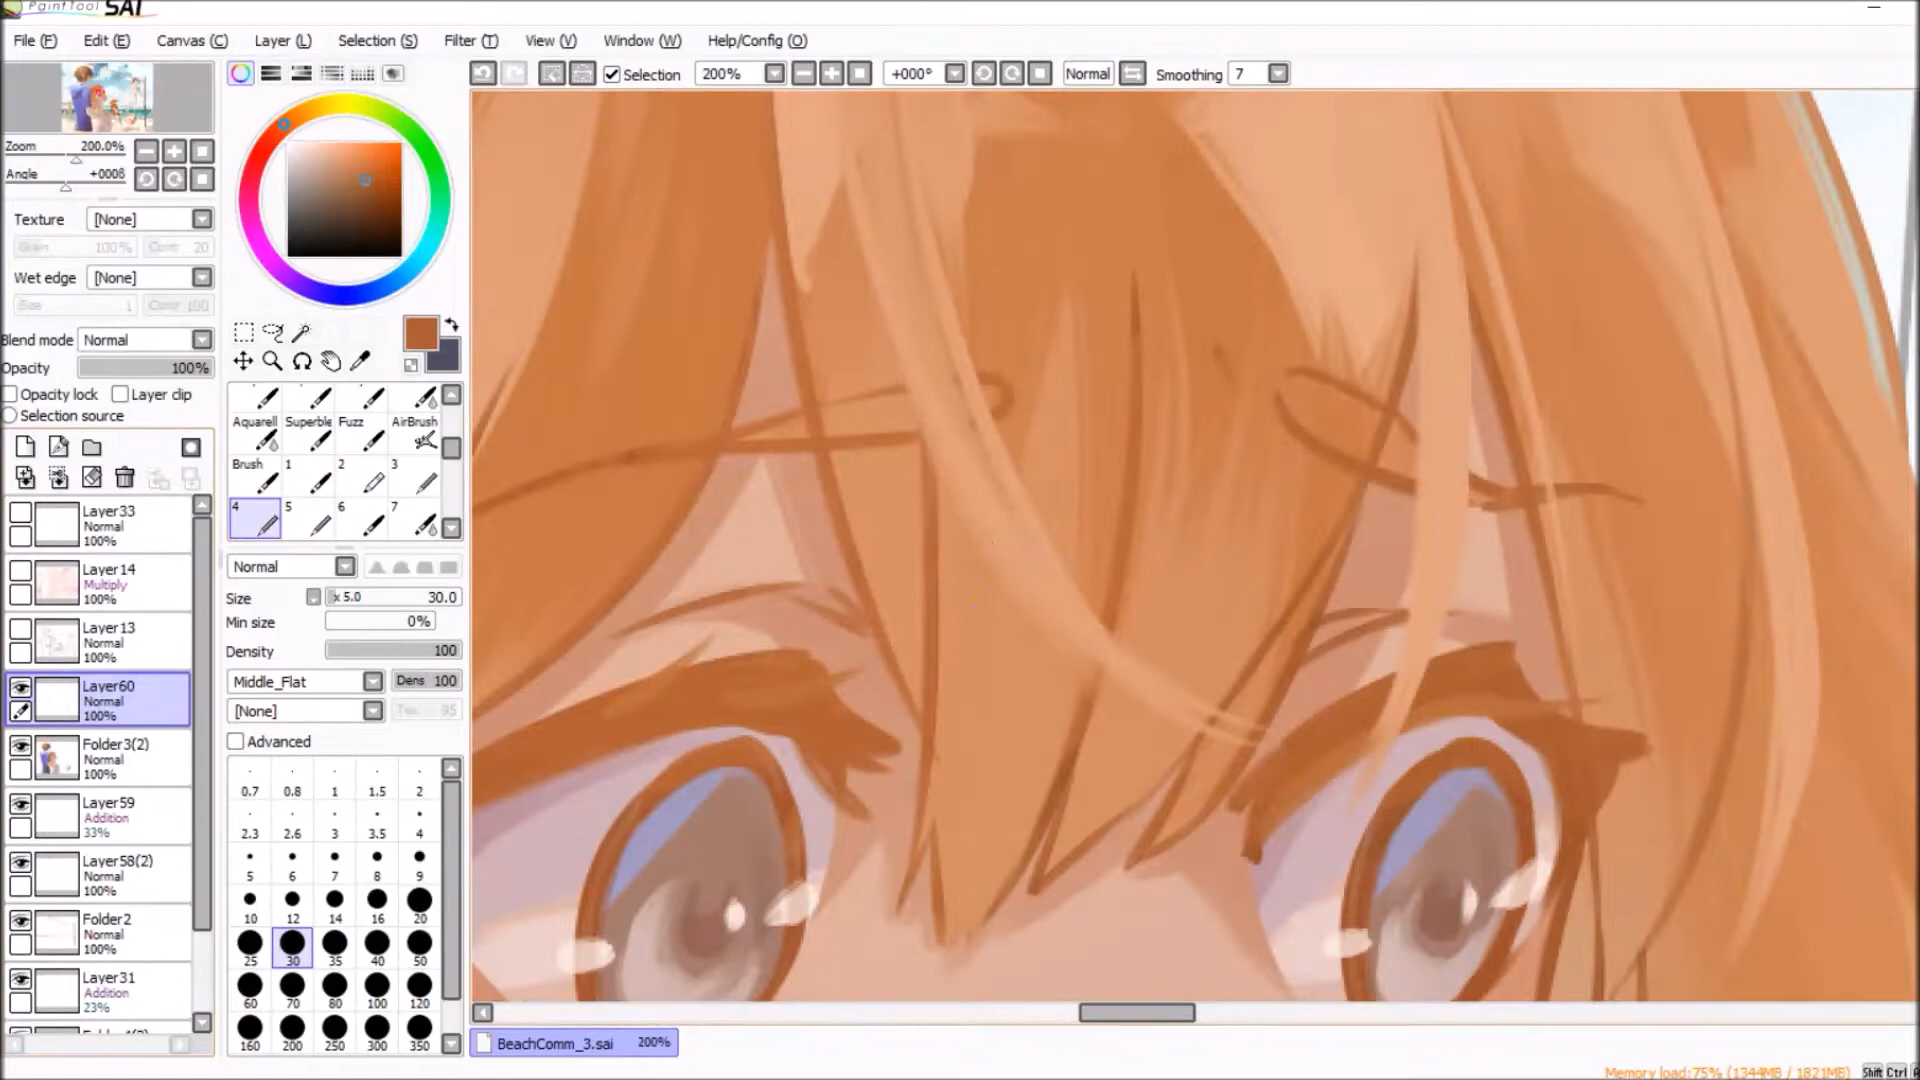 PaintTool SAI
File (F) Edit (E) Canvas (C) Layer (L) Selection (S) Filter (T) View (V) Window (W) Help/Config (O)
Selection 200% +000° Normal Smoothing 7
Zoom 200.0%
Angle +000ß
Texture [None]
Grain 100% Contr 20
Wet edge [None]
Size 1 Contr 100
Blend mode Normal
Opacity 100%
Opacity lock Layer clip
Selection source
Layer33
Normal
100%
Layer14
Multiply
100%
Layer13
Normal
100%
Layer60
Normal
100%
Folder3(2)
Normal
100%
Layer59
Addition
33%
Layer58(2)
Normal
100%
Folder2
Normal
100%
Layer31
Addition
23%
Aquarell Superble Fuzz AirBrush
Brush 1 2 3
4 5 6 7
Normal
Size x 5.0 30.0
Min size 0%
Density 100
Middle_Flat Dens 100
[None] 95
Advanced
0.7 0.8 1 1.5 2
2.3 2.6 3 3.5 4
5 6 7 8 9
10 12 14 16 20
25 30 35 40 50
60 70 80 100 120
160 200 250 300 350
BeachComm_3.sai 200%
Memory load:75% (1344MB / 1821MB) Shift Ctrl